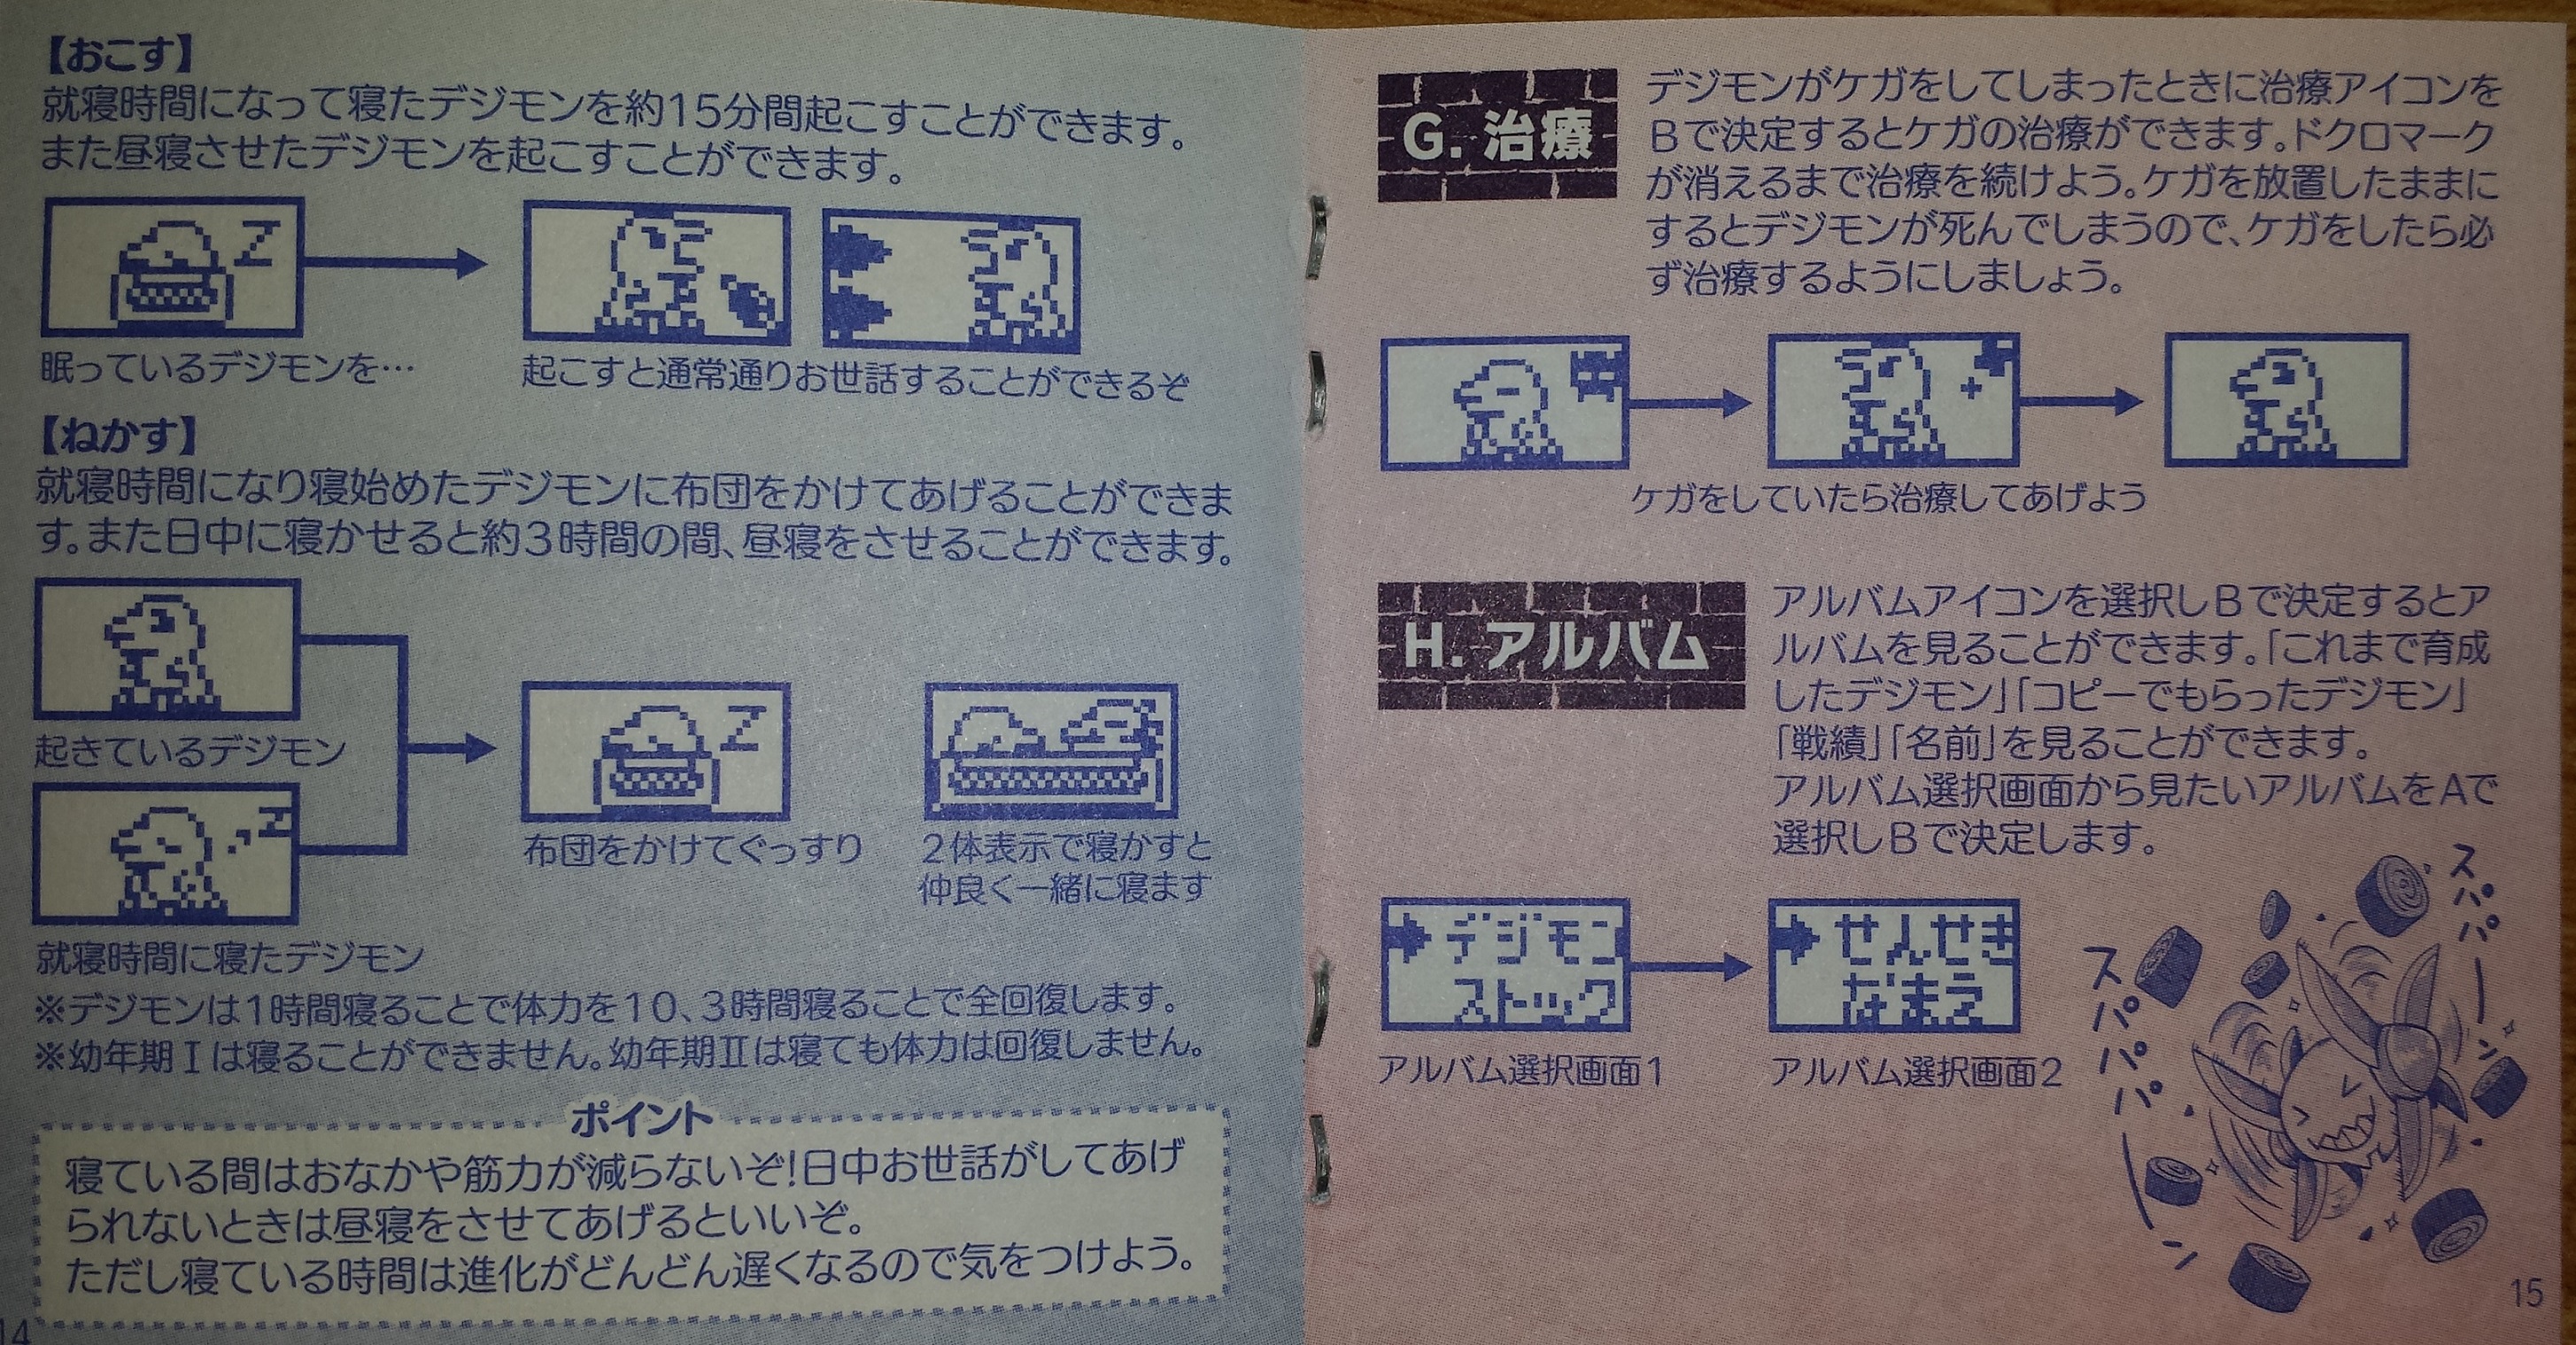 【おこす】
就寝時間になって寝たデジモンを約15分間起こすことができます。
また昼寝させたデジモンを起こすことができます。
Z
眠っているデジモンを…
起こすと通常通りお世話することができるぞ
【ねかす】
就寝時間になり寝始めたデジモンに布団をかけてあげることができま
す。また日中に寝かせると約3時間の間、昼寝をさせることができます。
起きているデジモン
Z
就寝時間に寝たデジモン
Z
布団をかけてぐっすり
2体表示で寝かすと
仲良く一緒に寝ます
※デジモンは1時間寝ることで体力を10、3時間寝ることで全回復します。
※幼年期Ⅰは寝ることができません。幼年期Ⅱは寝ても体力は回復しません。
ポイント
寝ている間はおなかや筋力が減らないぞ!日中お世話がしてあげ
られないときは昼寝をさせてあげるといいぞ。
ただし寝ている時間は進化がどんどん遅くなるので気をつけよう。
14
G. 治療
デジモンがケガをしてしまったときに治療アイコンを
Bで決定するとケガの治療ができます。ドクロマーク
が消えるまで治療を続けよう。ケガを放置したままに
するとデジモンが死んでしまうので、ケガをしたら必
ず治療するようにしましょう。
ケガをしていたら治療してあげよう
H. アルバム
アルバムアイコンを選択しBで決定するとア
ルバムを見ることができます。「これまで育成
したデジモン」「コピーでもらったデジモン」
「戦績」「名前」を見ることができます。
アルバム選択画面から見たいアルバムをAで
選択しBで決定します。
デジモン
ストック
アルバム選択画面1
せんせき
なまえ
アルバム選択画面2
スパパパーン
スパパーン
15